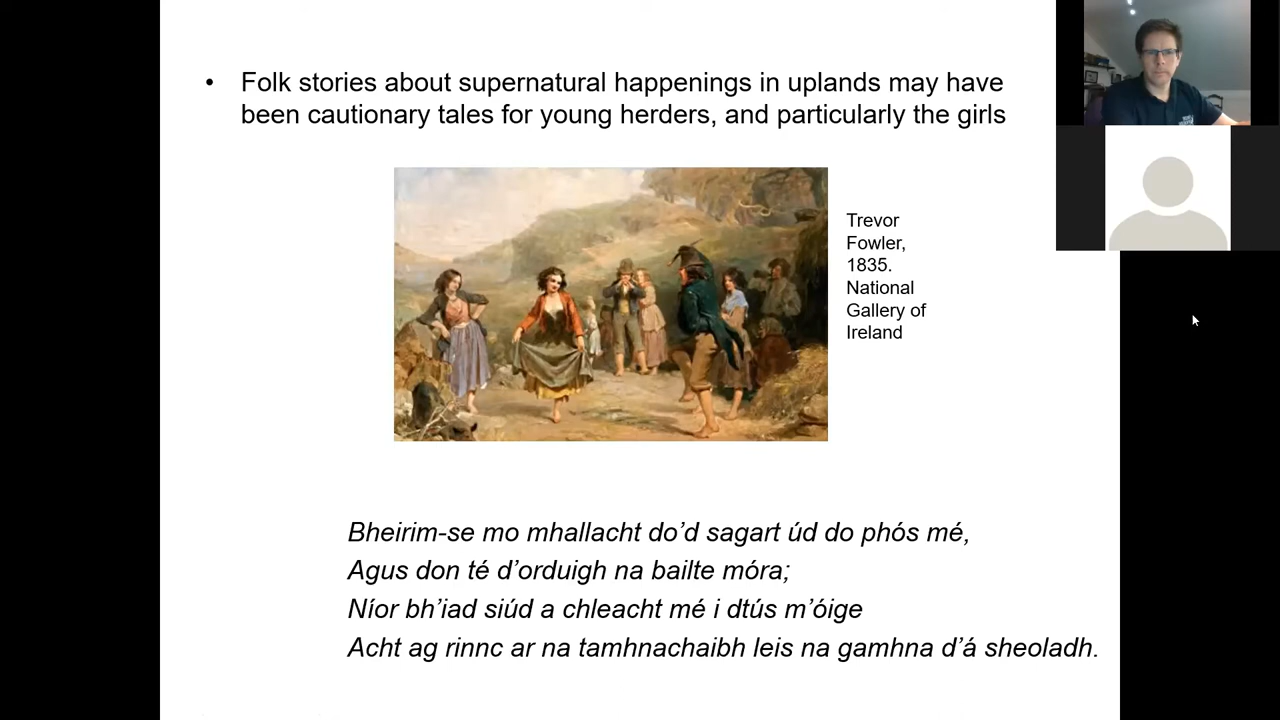 • Folk stories about supernatural happenings in uplands may have
been cautionary tales for young herders, and particularly the girls
Trevor
Fowler,
1835.
National
Gallery of
Ireland
Bheirim-se mo mhallacht do’d sagart úd do phós mé,
Agus don té d’orduigh na bailte móra;
Níor bh’iad siúd a chleacht mé i dtús m’óige
Acht ag rinnc ar na tamhnachaibh leis na gamhna d’á sheoladh.